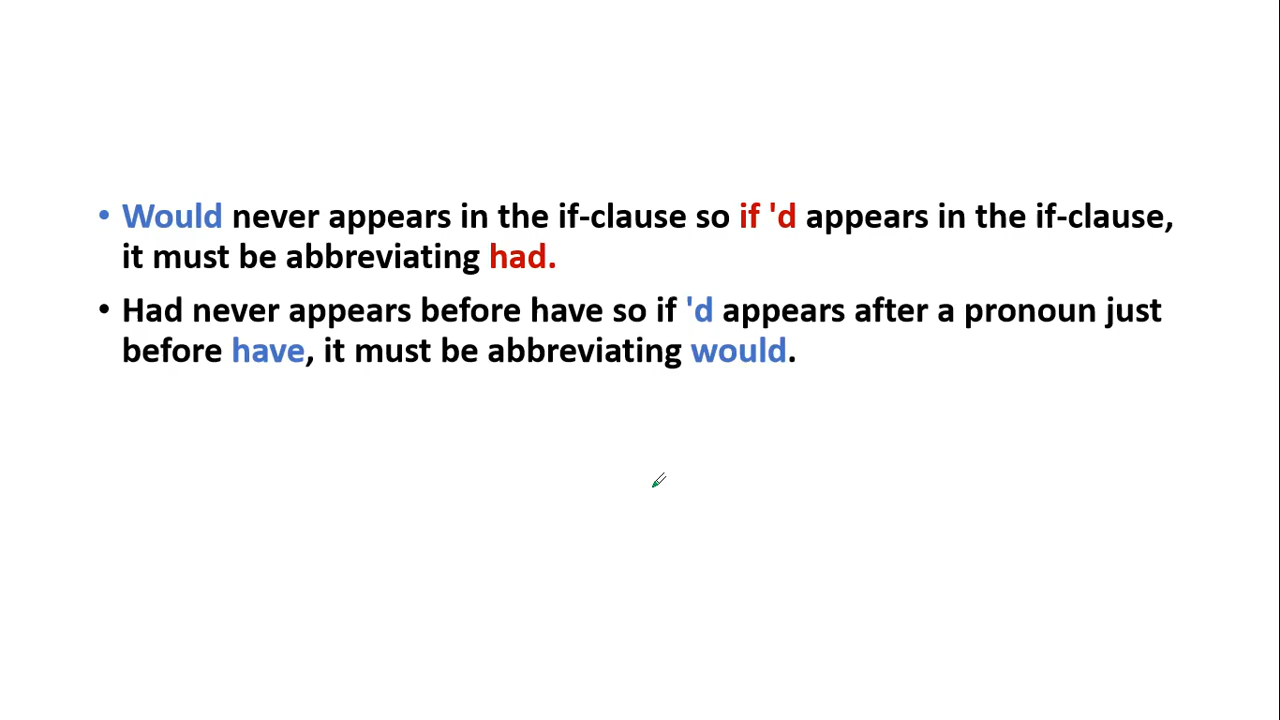 • Would never appears in the if-clause so if 'd appears in the if-clause,
it must be abbreviating had.
• Had never appears before have so if 'd appears after a pronoun just
before have, it must be abbreviating would.